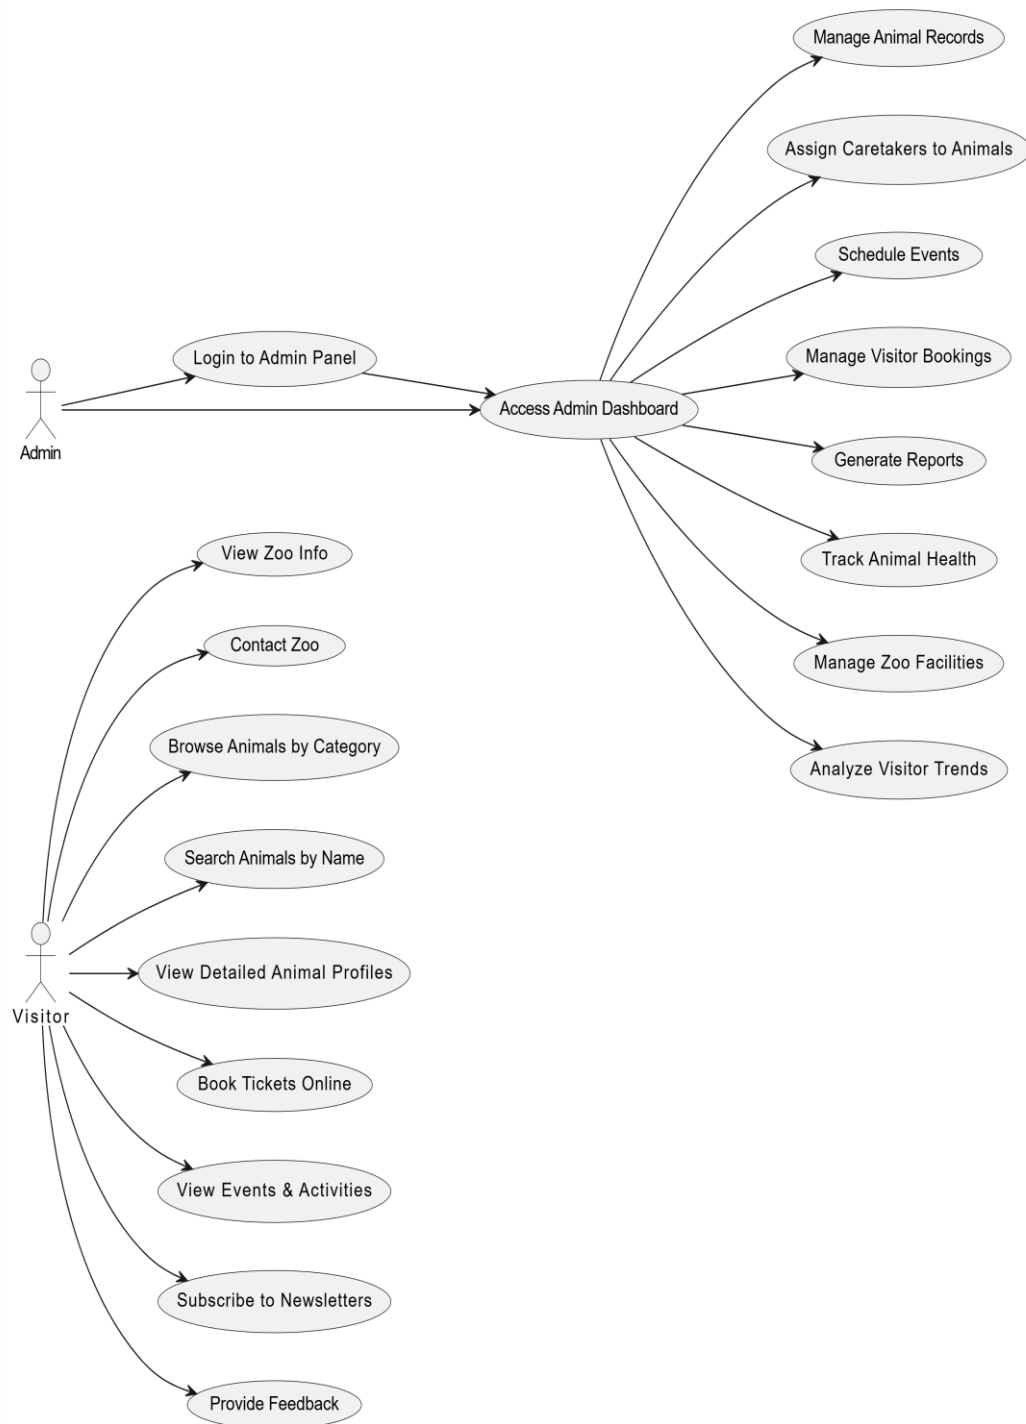 Manage Animal Records
Assign Caretakers to Animals
Schedule Events
Login to Admin Panel
Manage Visitor Bookings
Access Admin Dashboard
Admin
Generate Reports
View Zoo Info
Track Animal Health
Contact Zoo
Manage Zoo Facilities
Browse Animals by Category
Analyze Visitor Trends
Search Animals by Name
View Detailed Animal Profiles
Visitor
Book Tickets Online
View Events & Activities
Subscribe to Newsletters
Provide Feedback